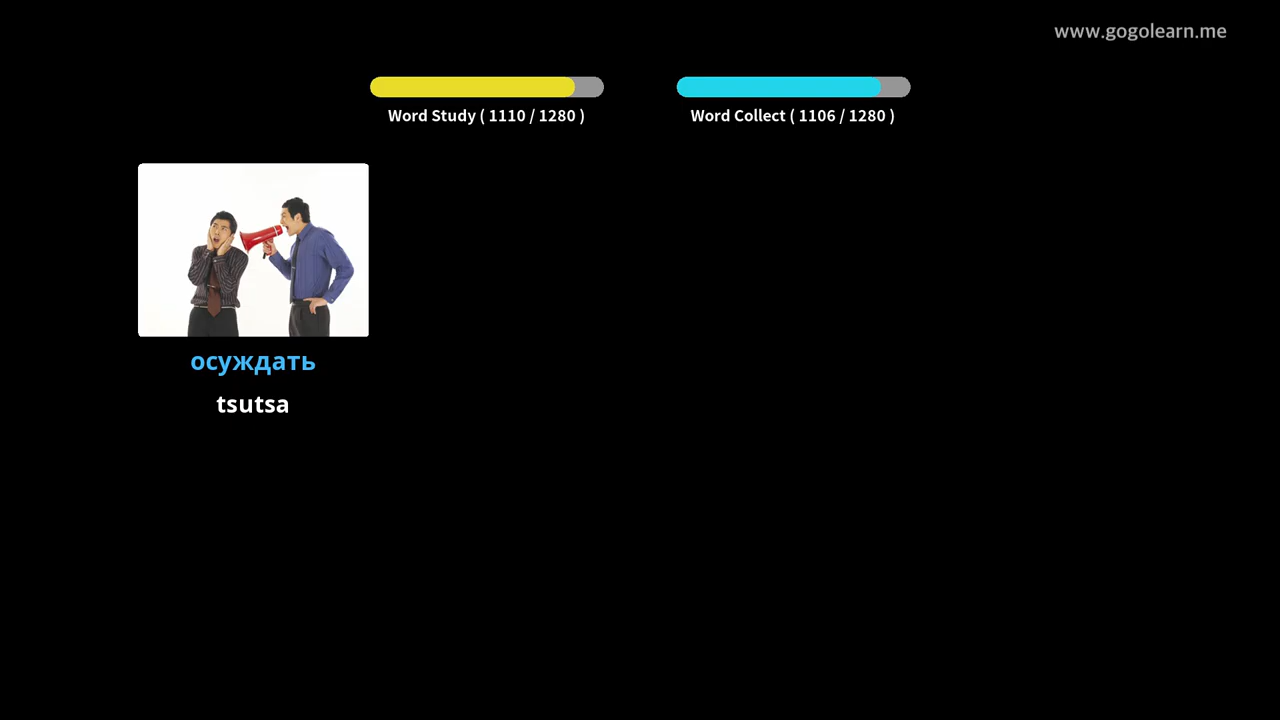 www.gogolearn.me
Word Study ( 1110 / 1280 )
Word Collect ( 1106 / 1280 )
осуждать
tsutsa